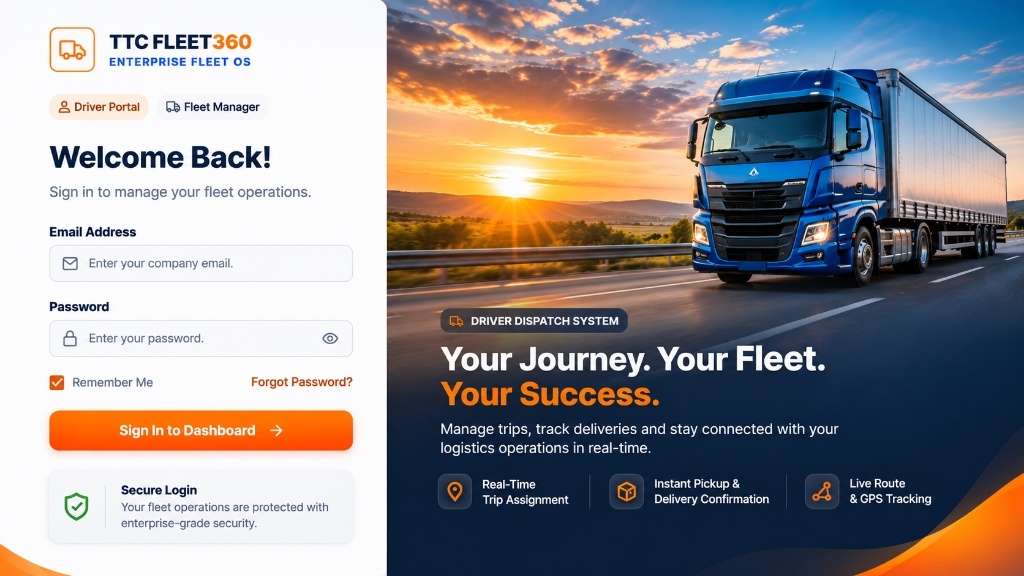 TTC FLEET360
ENTERPRISE FLEET OS
Driver Portal
Fleet Manager
Welcome Back!
Sign in to manage your fleet operations.
Email Address
Enter your company email.
Password
Enter your password.
Remember Me
Forgot Password?
Sign In to Dashboard
Secure Login
Your fleet operations are protected with
enterprise-grade security.
DRIVER DISPATCH SYSTEM
Your Journey. Your Fleet.
Your Success.
Manage trips, track deliveries and stay connected with your
logistics operations in real-time.
Real-Time
Trip Assignment
Instant Pickup &
Delivery Confirmation
Live Route
& GPS Tracking